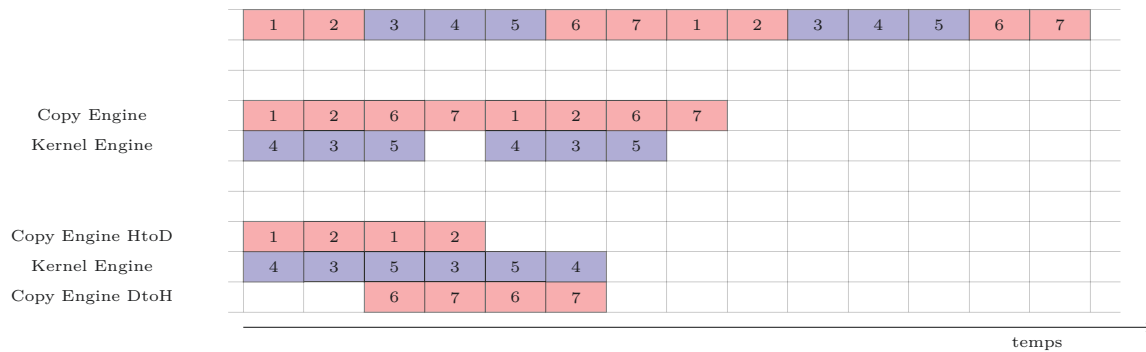 1 2 3 4 5 6 7 1 2 3 4 5 6 7
Copy Engine 1 2 6 7 1 2 6 7
Kernel Engine 4 3 5 4 3 5
Copy Engine HtoD 1 2 1 2
Kernel Engine 4 3 5 3 5 4
Copy Engine DtoH 6 7 6 7
temps